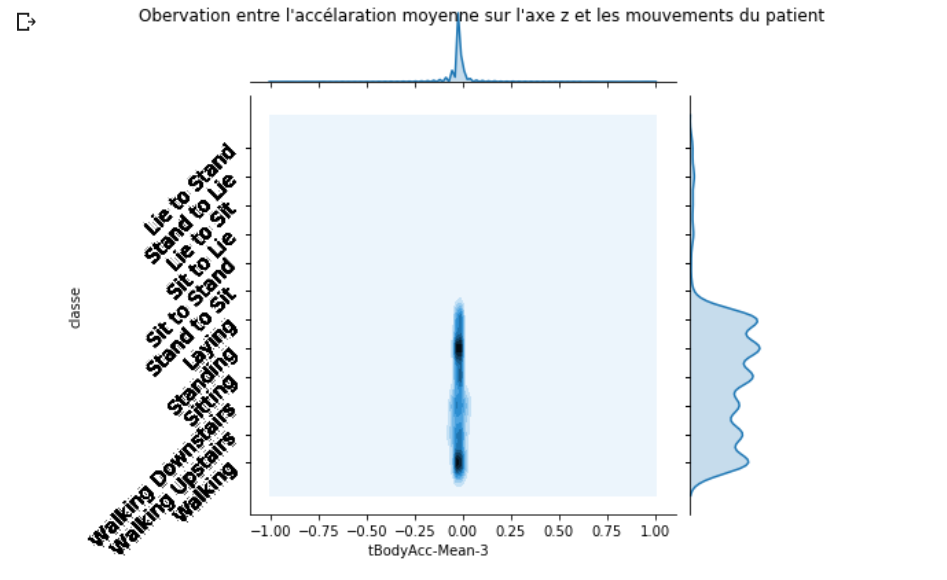 Obervation entre l'accélaration moyenne sur l'axe z et les mouvements du patient
Lie to Stand
Stand to Lie
Lie to Sit
Sit to Lie
Sit to Stand
Stand to Sit
Laying
Standing
Sitting
Walking Downstairs
Walking Upstairs
Walking
classe
−1.00 −0.75 −0.50 −0.25 0.00 0.25 0.50 0.75 1.00
tBodyAcc-Mean-3